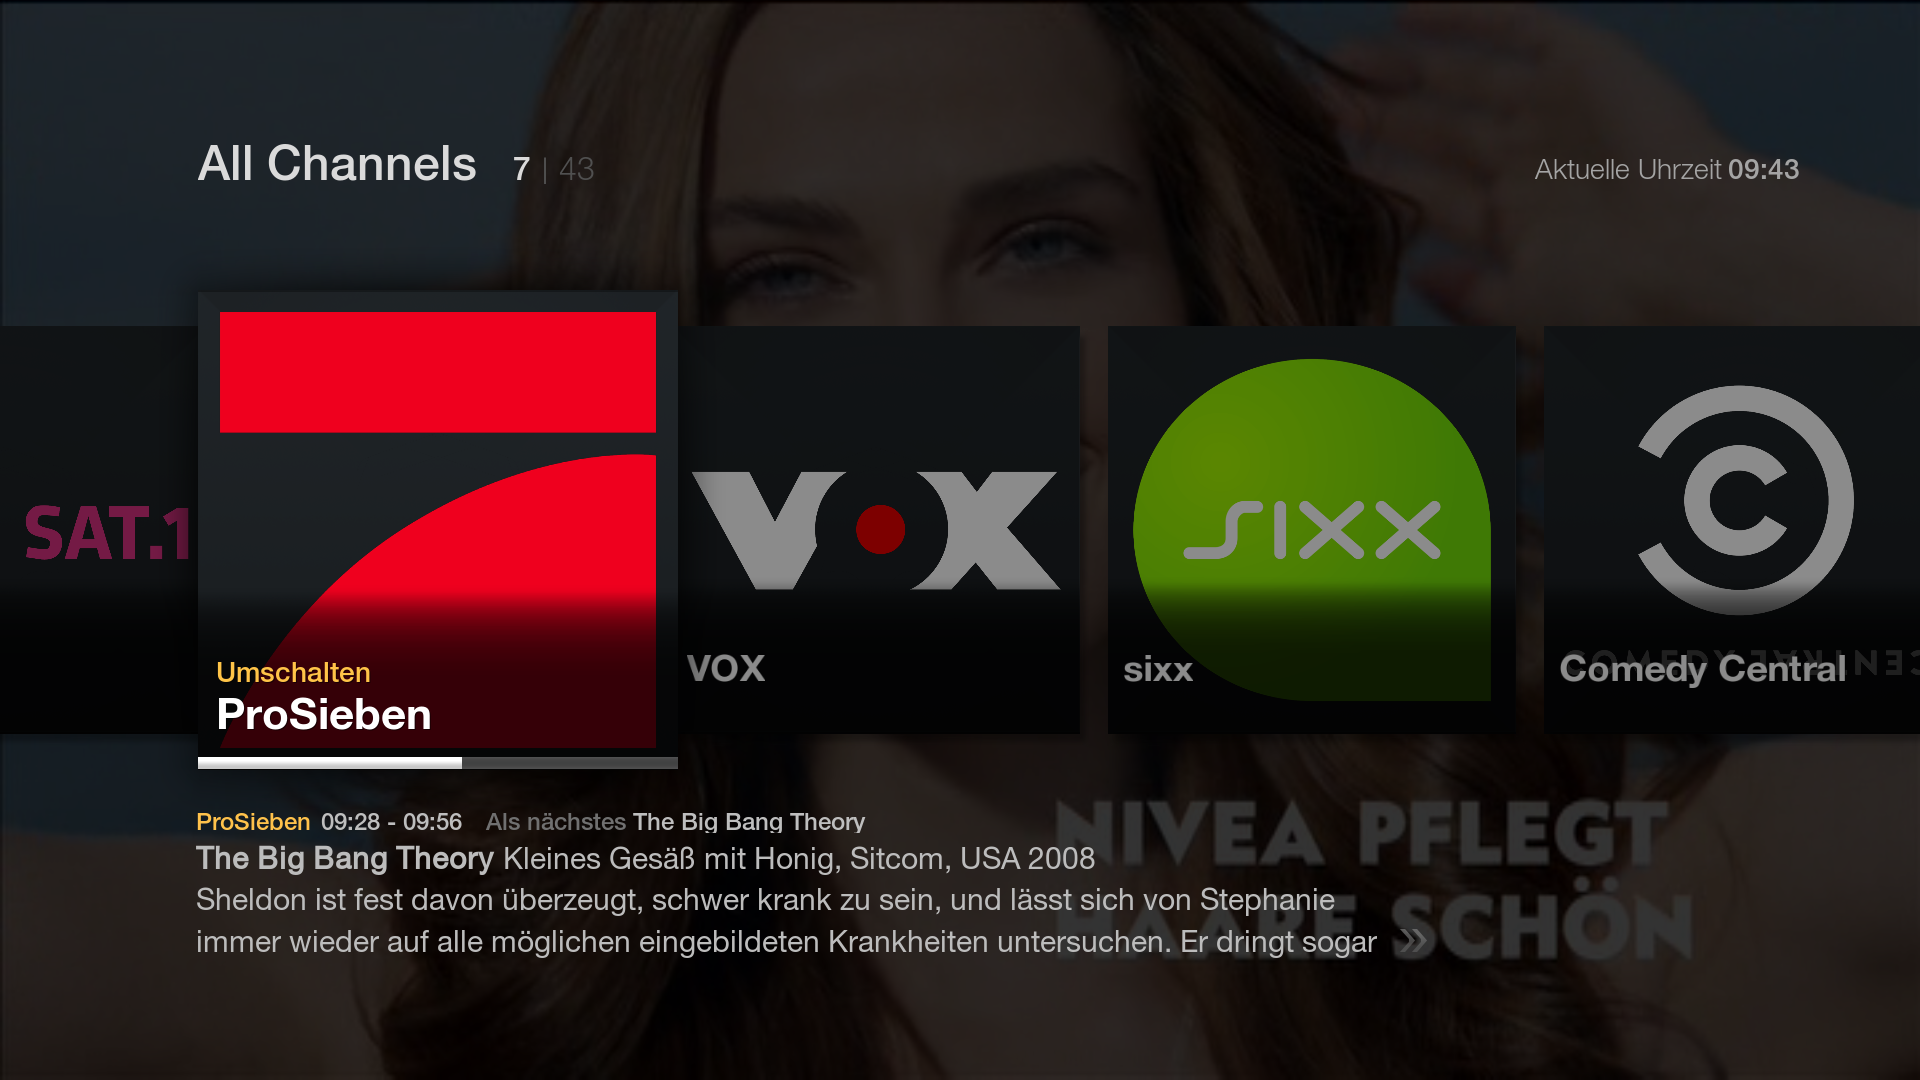 All Channels 7 | 43
Aktuelle Uhrzeit 09:43
SAT.1
VOX
sixx
Umschalten
ProSieben
VOX
sixx
Comedy Central
ProSieben 09:28 - 09:56 Als nächstes The Big Bang Theory
The Big Bang Theory Kleines Gesäß mit Honig, Sitcom, USA 2008
Sheldon ist fest davon überzeugt, schwer krank zu sein, und lässt sich von Stephanie
immer wieder auf alle möglichen eingebildeten Krankheiten untersuchen. Er dringt sogar »
NIVEA PFLEGT
HAARE SCHÖN